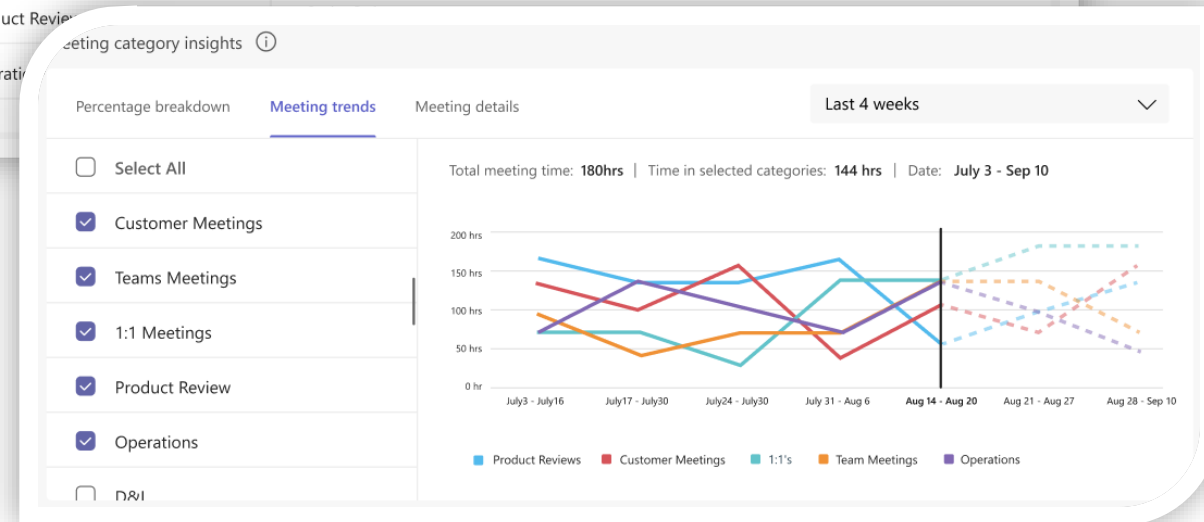 uct Revie
eeting category insights
rati
Percentage breakdown Meeting trends Meeting details Last 4 weeks
Select All
Total meeting time: 180hrs | Time in selected categories: 144 hrs | Date: July 3 - Sep 10
Customer Meetings
Teams Meetings
1:1 Meetings
Product Review
Operations
200 hrs
150 hrs
100 hrs
50 hrs
0 hr
July3 - July16 July17 - July30 July24 - July30 July 31 - Aug 6 Aug 14 - Aug 20 Aug 21 - Aug 27 Aug 28 - Sep 10
Product Reviews Customer Meetings 1:1's Team Meetings Operations
D&I